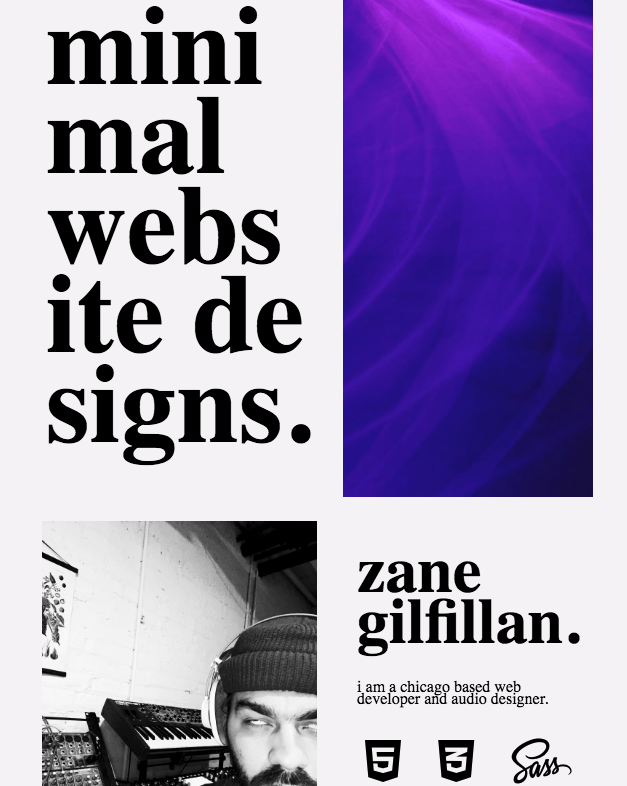 mini
mal
webs
ite de
signs.
zane
gilfillan.
i am a chicago based web
developer and audio designer.
5
3
Sass